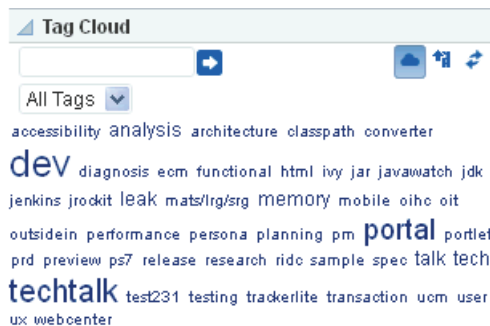 Tag Cloud
All Tags
accessibility analysis architecture classpath converter
dev diagnosis ecm functional html ivy jar javawatch jdk
jenkins jrockit leak mats/lrg/srg memory mobile oihc oit
outsidein performance persona planning pm portal portlet
prd preview ps7 release research ridc sample spec talk tech
techtalk test231 testing trackerlite transaction ucm user
ux webcenter